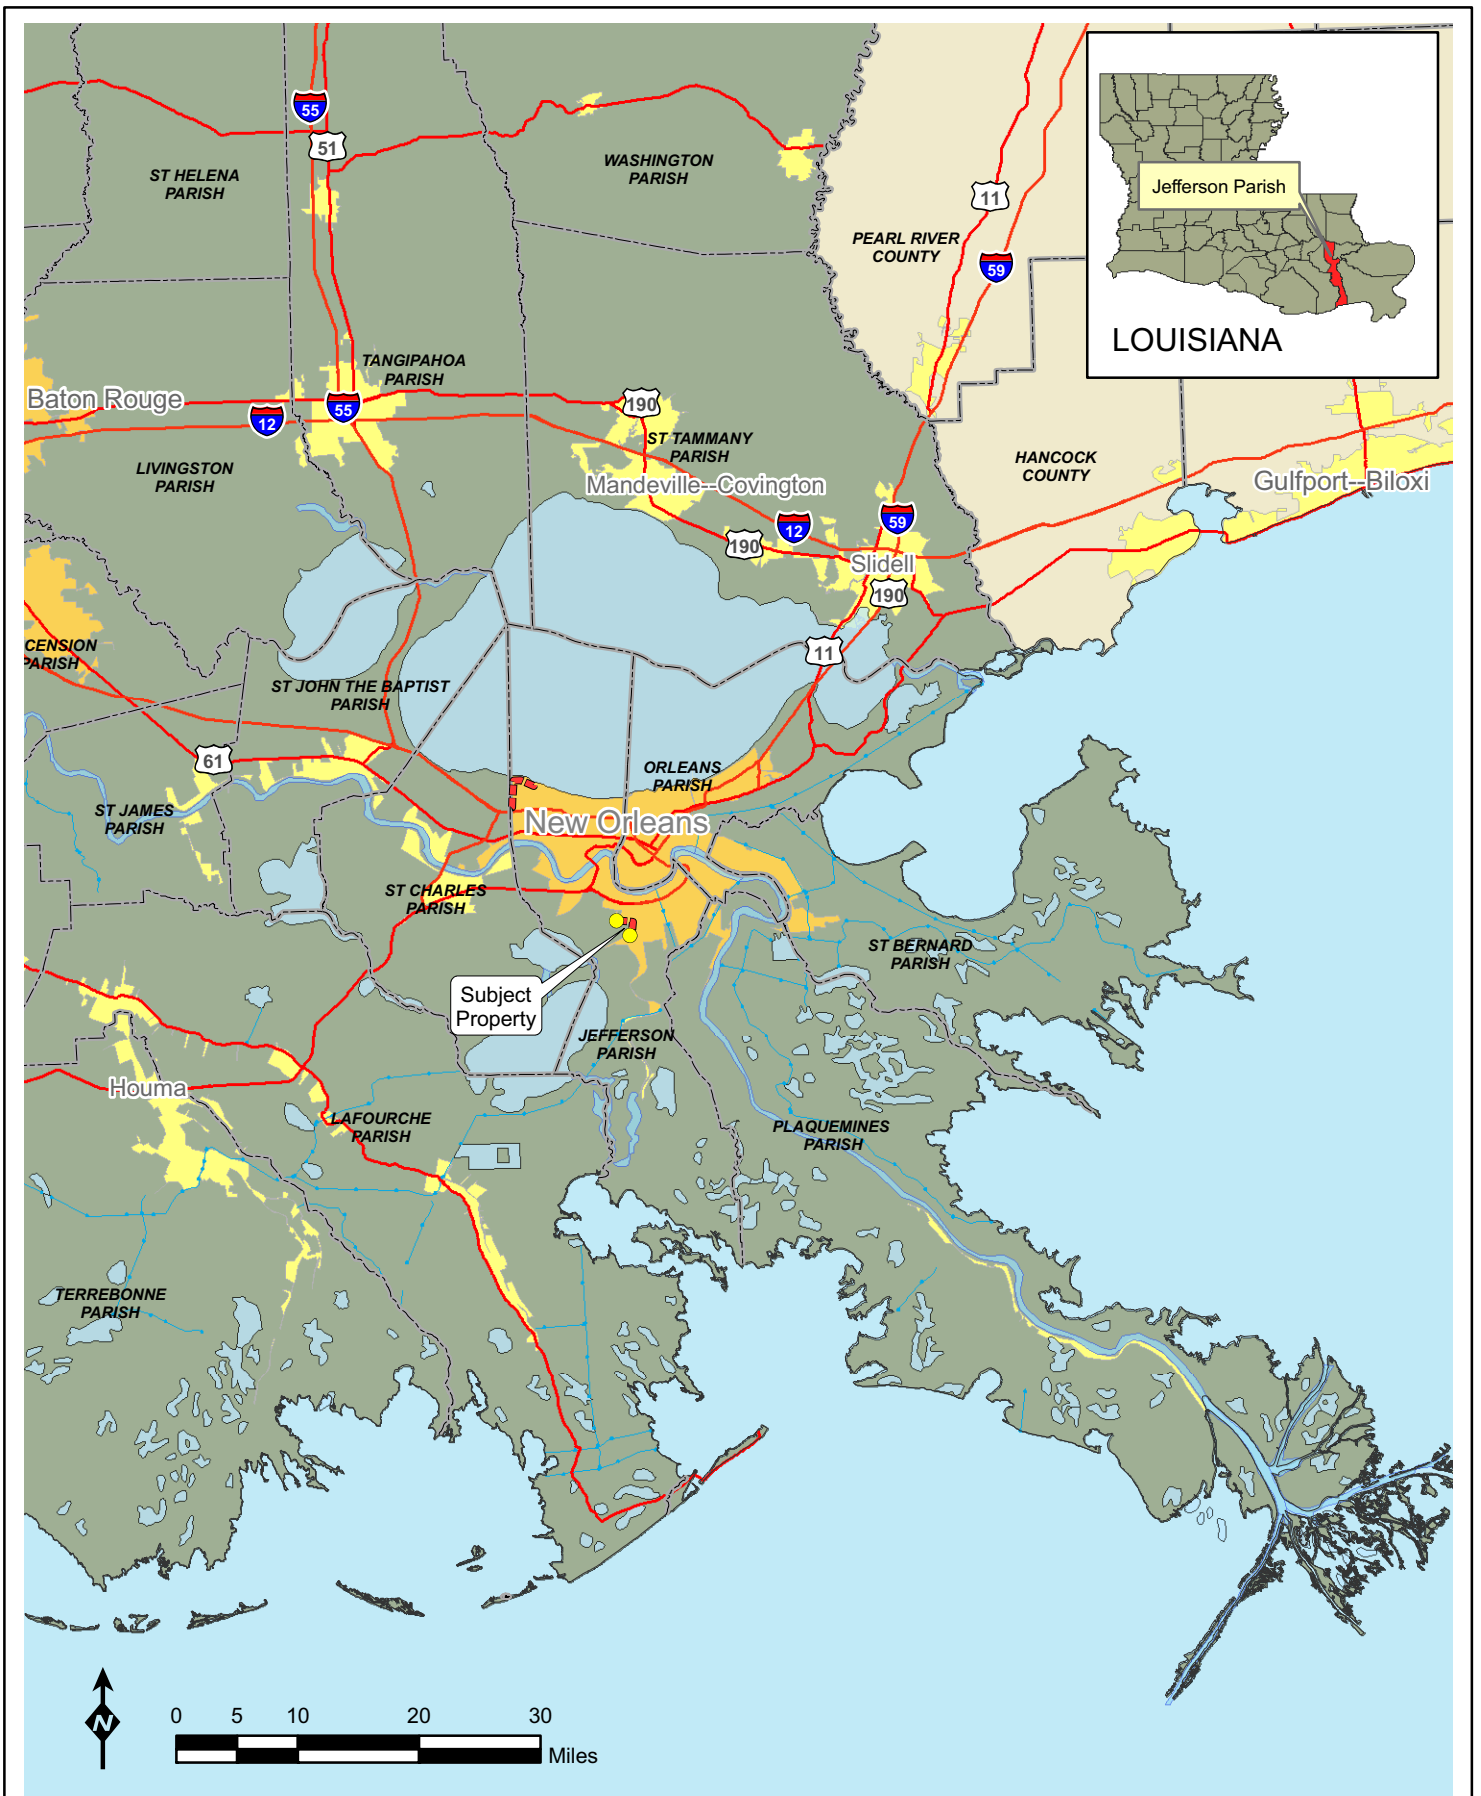 55
51
ST HELENA
PARISH
WASHINGTON
PARISH
11
PEARL RIVER
COUNTY
59
Jefferson Parish
LOUISIANA
TANGIPAHOA
PARISH
Baton Rouge
12
55
190
ST TAMMANY
PARISH
LIVINGSTON
PARISH
HANCOCK
COUNTY
Mandeville--Covington
Gulfport--Biloxi
12
59
190
Slidell
190
CENSION
PARISH
11
ST JOHN THE BAPTIST
PARISH
61
ORLEANS
PARISH
ST JAMES
PARISH
New Orleans
ST CHARLES
PARISH
ST BERNARD
PARISH
Subject
Property
JEFFERSON
PARISH
Houma
LAFOURCHE
PARISH
PLAQUEMINES
PARISH
TERREBONNE
PARISH
N
0 5 10 20 30
Miles